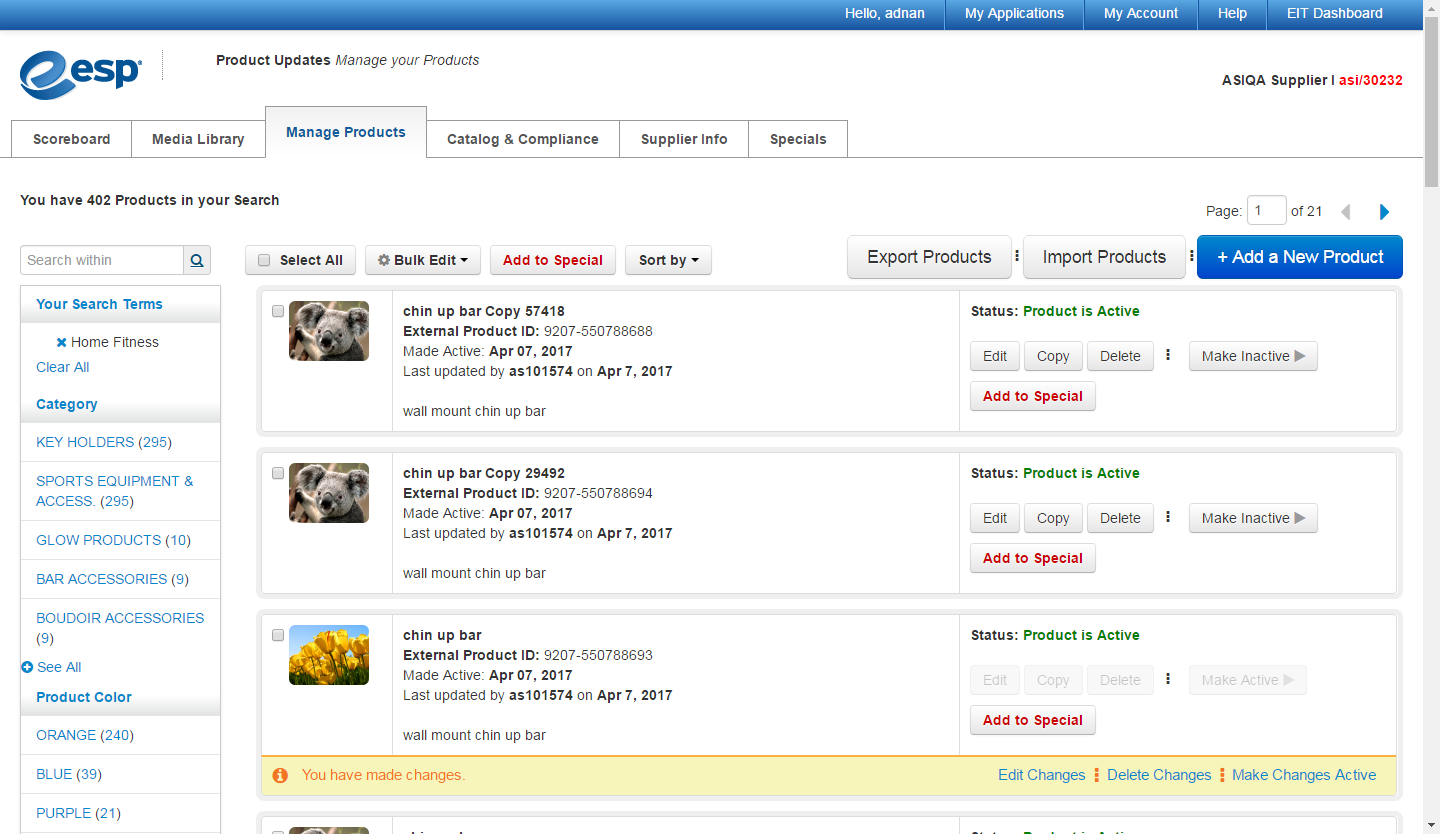 Hello, adnan
My Applications
My Account
Help
EIT Dashboard
esp
Product Updates Manage your Products
ASIQA Supplier | asi/30232
Scoreboard
Media Library
Manage Products
Catalog & Compliance
Supplier Info
Specials
You have 402 Products in your Search
Page: 1 of 21
Search within
Select All
Bulk Edit
Add to Special
Sort by
Export Products
Import Products
+ Add a New Product
Your Search Terms
Home Fitness
Clear All
Category
KEY HOLDERS (295)
SPORTS EQUIPMENT &
ACCESS. (295)
GLOW PRODUCTS (10)
BAR ACCESSORIES (9)
BOUDOIR ACCESSORIES
(9)
See All
Product Color
ORANGE (240)
BLUE (39)
PURPLE (21)
chin up bar Copy 57418
External Product ID: 9207-550788688
Made Active: Apr 07, 2017
Last updated by as101574 on Apr 7, 2017
wall mount chin up bar
Status: Product is Active
Edit
Copy
Delete
Make Inactive
Add to Special
chin up bar Copy 29492
External Product ID: 9207-550788694
Made Active: Apr 07, 2017
Last updated by as101574 on Apr 7, 2017
wall mount chin up bar
Status: Product is Active
Edit
Copy
Delete
Make Inactive
Add to Special
chin up bar
External Product ID: 9207-550788693
Made Active: Apr 07, 2017
Last updated by as101574 on Apr 7, 2017
wall mount chin up bar
Status: Product is Active
Edit
Copy
Delete
Make Active
Add to Special
You have made changes.
Edit Changes
Delete Changes
Make Changes Active